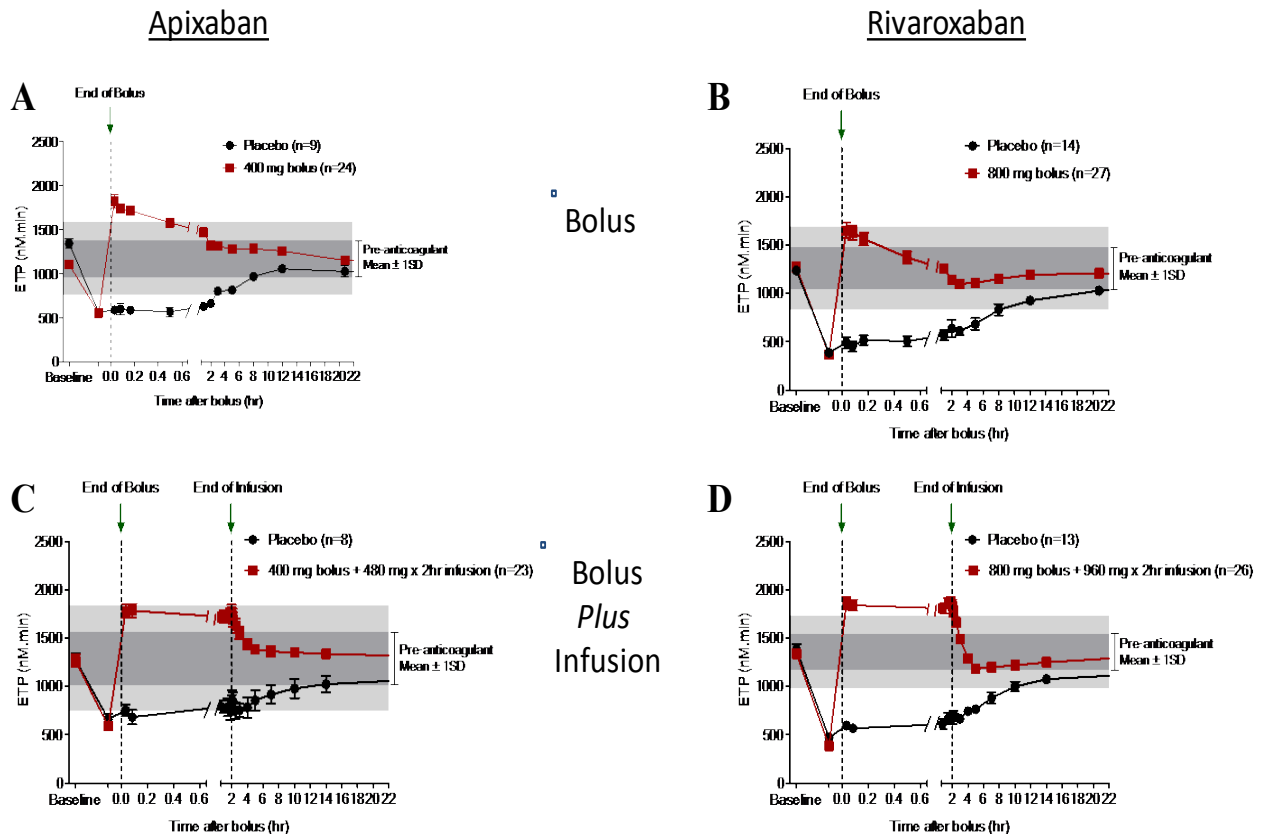 Apixaban
Rivaroxaban
A
End of Bolus
Placebo (n=9)
400 mg bolus (n=24)
2500
2000
1500
1000
500
0
ETP (nM.min)
Pre-anticoagulant
Mean ± 1SD
Baseline 0.0 0.2 0.4 0.6 2 4 6 8 10 12 14 16 18 20 22
Time after bolus (hr)
Bolus
B
End of Bolus
Placebo (n=14)
800 mg bolus (n=27)
2500
2000
1500
1000
500
0
ETP (nM.min)
Pre-anticoagulant
Mean ± 1SD
Baseline 0.0 0.2 0.4 0.6 2 4 6 8 10 12 14 16 18 20 22
Time after bolus (hr)
C
End of Bolus End of Infusion
Placebo (n=8)
400 mg bolus + 480 mg x 2hr infusion (n=23)
2500
2000
1500
1000
500
0
ETP (nM.min)
Pre-anticoagulant
Mean ± 1SD
Baseline 0.0 0.2 0.4 0.6 2 4 6 8 10 12 14 16 18 20 22
Time after bolus (hr)
Bolus
Plus
Infusion
D
End of Bolus End of Infusion
Placebo (n=13)
800 mg bolus + 960 mg x 2hr infusion (n=26)
2500
2000
1500
1000
500
0
ETP (nM.min)
Pre-anticoagulant
Mean ± 1SD
Baseline 0.0 0.2 0.4 0.6 2 4 6 8 10 12 14 16 18 20 22
Time after bolus (hr)